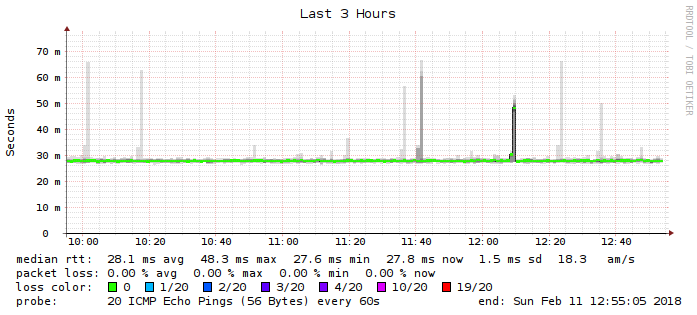 Last 3 Hours
RRDTOOL / TOBI OETIKER
Seconds
70 m
60 m
50 m
40 m
30 m
20 m
10 m
0
10:00 10:20 10:40 11:00 11:20 11:40 12:00 12:20 12:40
median rtt: 28.1 ms avg 48.3 ms max 27.6 ms min 27.8 ms now 1.5 ms sd 18.3 am/s
packet loss: 0.00 % avg 0.00 % max 0.00 % min 0.00 % now
loss color: 0 1/20 2/20 3/20 4/20 10/20 19/20
probe: 20 ICMP Echo Pings (56 Bytes) every 60s end: Sun Feb 11 12:55:05 2018